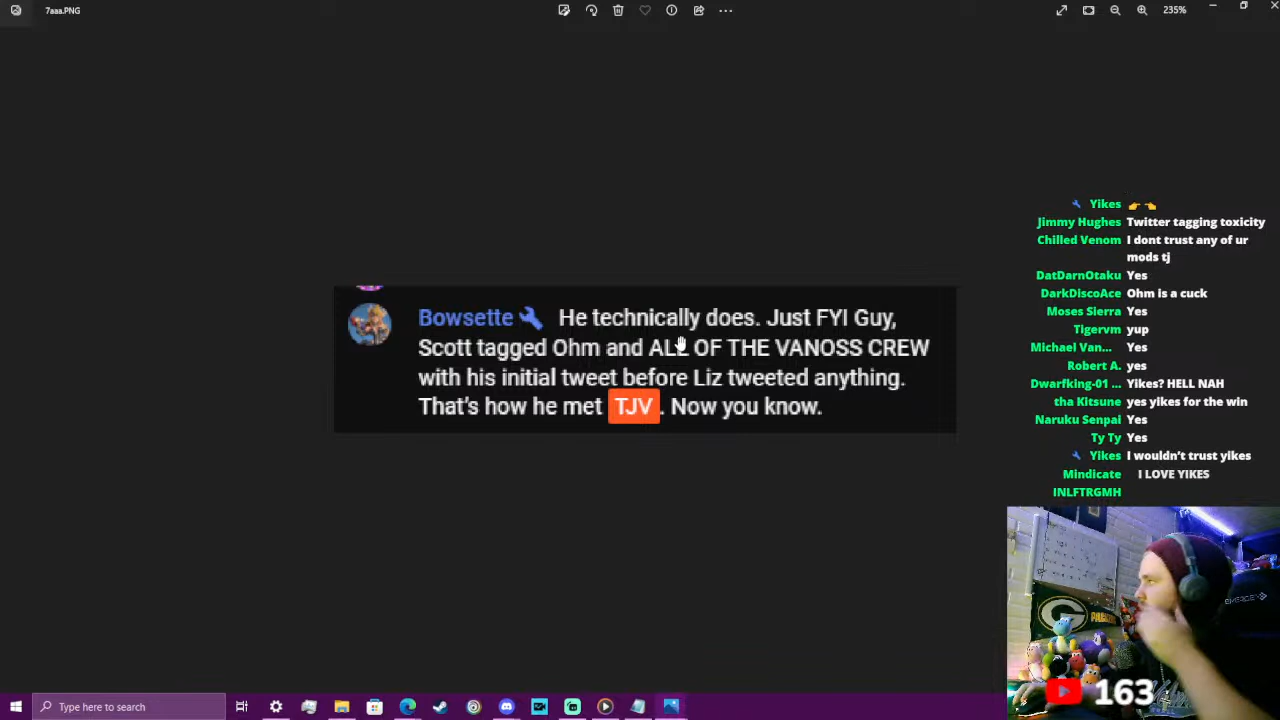 7aaa.PNG
235%
Bowsette He technically does. Just FYI Guy,
Scott tagged Ohm and ALL OF THE VANOSS CREW
with his initial tweet before Liz tweeted anything.
That's how he met TJV . Now you know.
Yikes 👉 👈
Jimmy Hughes Twitter tagging toxicity
Chilled Venom I dont trust any of ur
mods tj
DatDarnOtaku Yes
DarkDiscoAce Ohm is a cuck
Moses Sierra Yes
Tigervm yup
Michael Van... Yes
Robert A. yes
Dwarfking-01 ... Yikes? HELL NAH
tha Kitsune yes yikes for the win
Naruku Senpai Yes
Ty Ty Yes
Yikes I wouldn't trust yikes
Mindicate I LOVE YIKES
INLFTRGMH
163
Type here to search